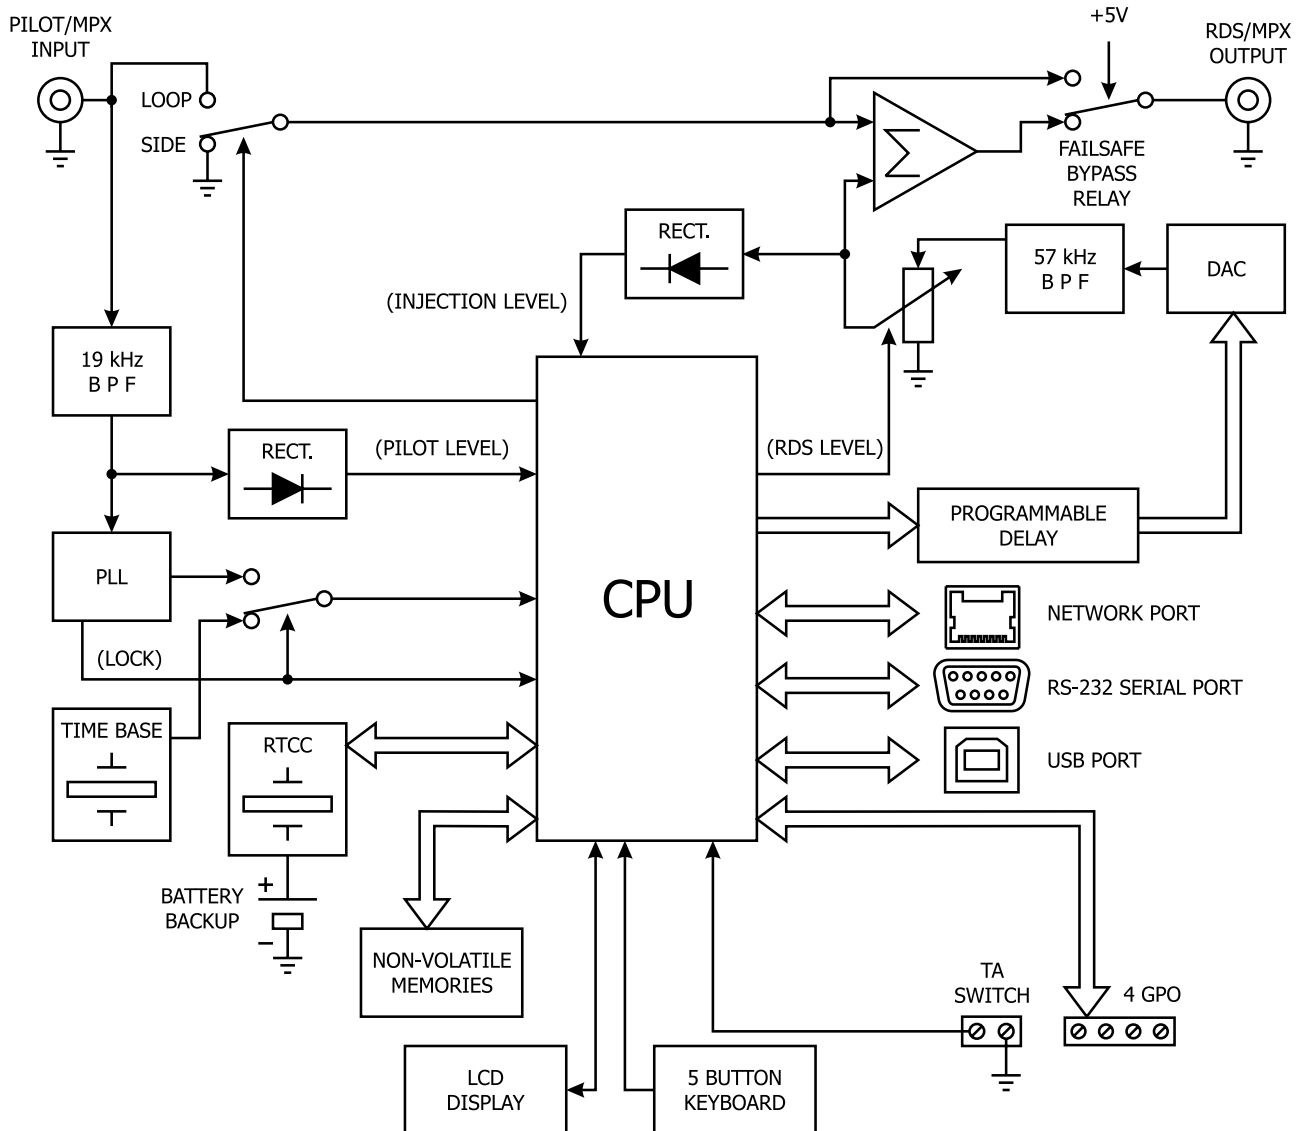 PILOT/MPX
INPUT
+5V
RDS/MPX
OUTPUT
LOOP
SIDE
Σ
FAILSAFE
BYPASS
RELAY
RECT.
57 kHz
B P F
DAC
(INJECTION LEVEL)
19 kHz
B P F
RECT.
(PILOT LEVEL)
(RDS LEVEL)
PROGRAMMABLE
DELAY
PLL
CPU
NETWORK PORT
(LOCK)
RS-232 SERIAL PORT
TIME BASE
RTCC
USB PORT
+
BATTERY
BACKUP
−
NON-VOLATILE
MEMORIES
TA
SWITCH
4 GPO
LCD
DISPLAY
5 BUTTON
KEYBOARD